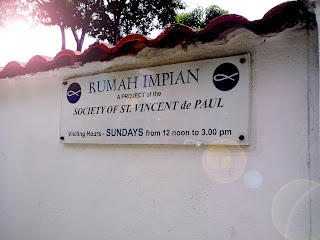 RUMAH IMPIAN
A PROJECT of the
SOCIETY OF ST. VINCENT de PAUL
Visiting Hours - SUNDAYS from 12 noon to 3.00 pm